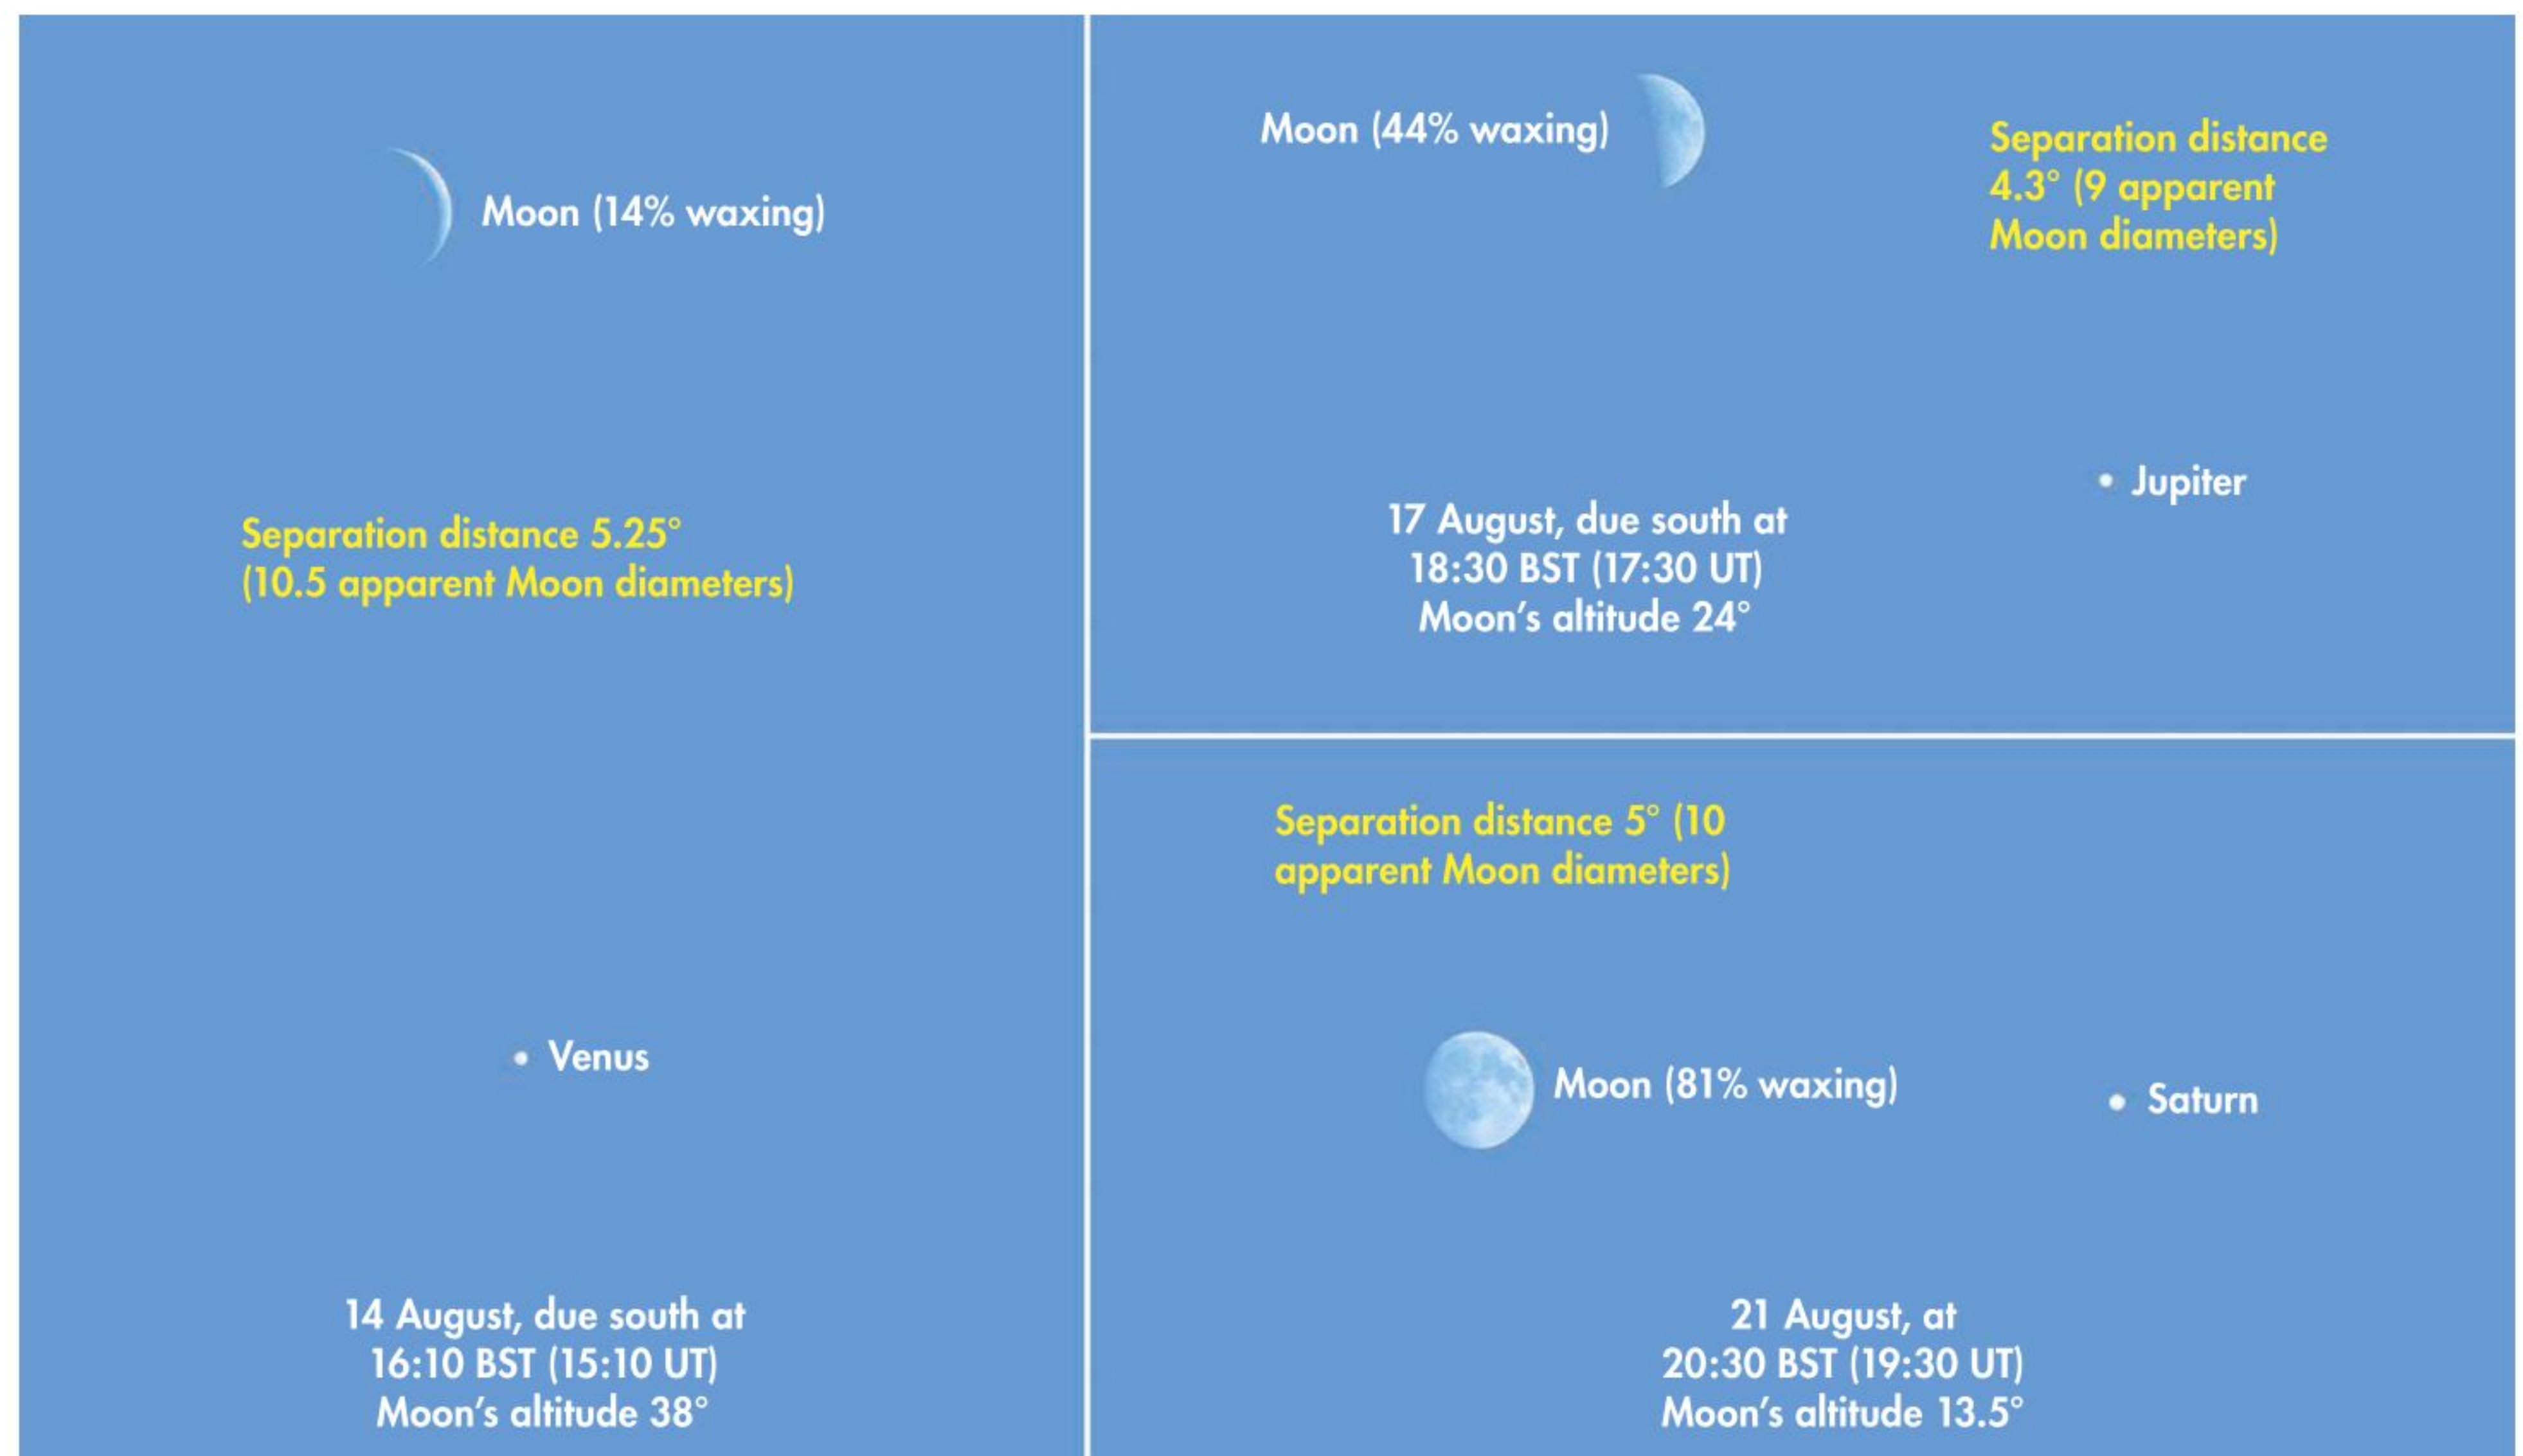 Moon (14% waxing)
Separation distance 5.25°
(10.5 apparent Moon diameters)
Venus
14 August, due south at
16:10 BST (15:10 UT)
Moon’s altitude 38°
Moon (44% waxing)
Separation distance
4.3° (9 apparent
Moon diameters)
Jupiter
17 August, due south at
18:30 BST (17:30 UT)
Moon’s altitude 24°
Separation distance 5° (10
apparent Moon diameters)
Moon (81% waxing)
Saturn
21 August, at
20:30 BST (19:30 UT)
Moon’s altitude 13.5°